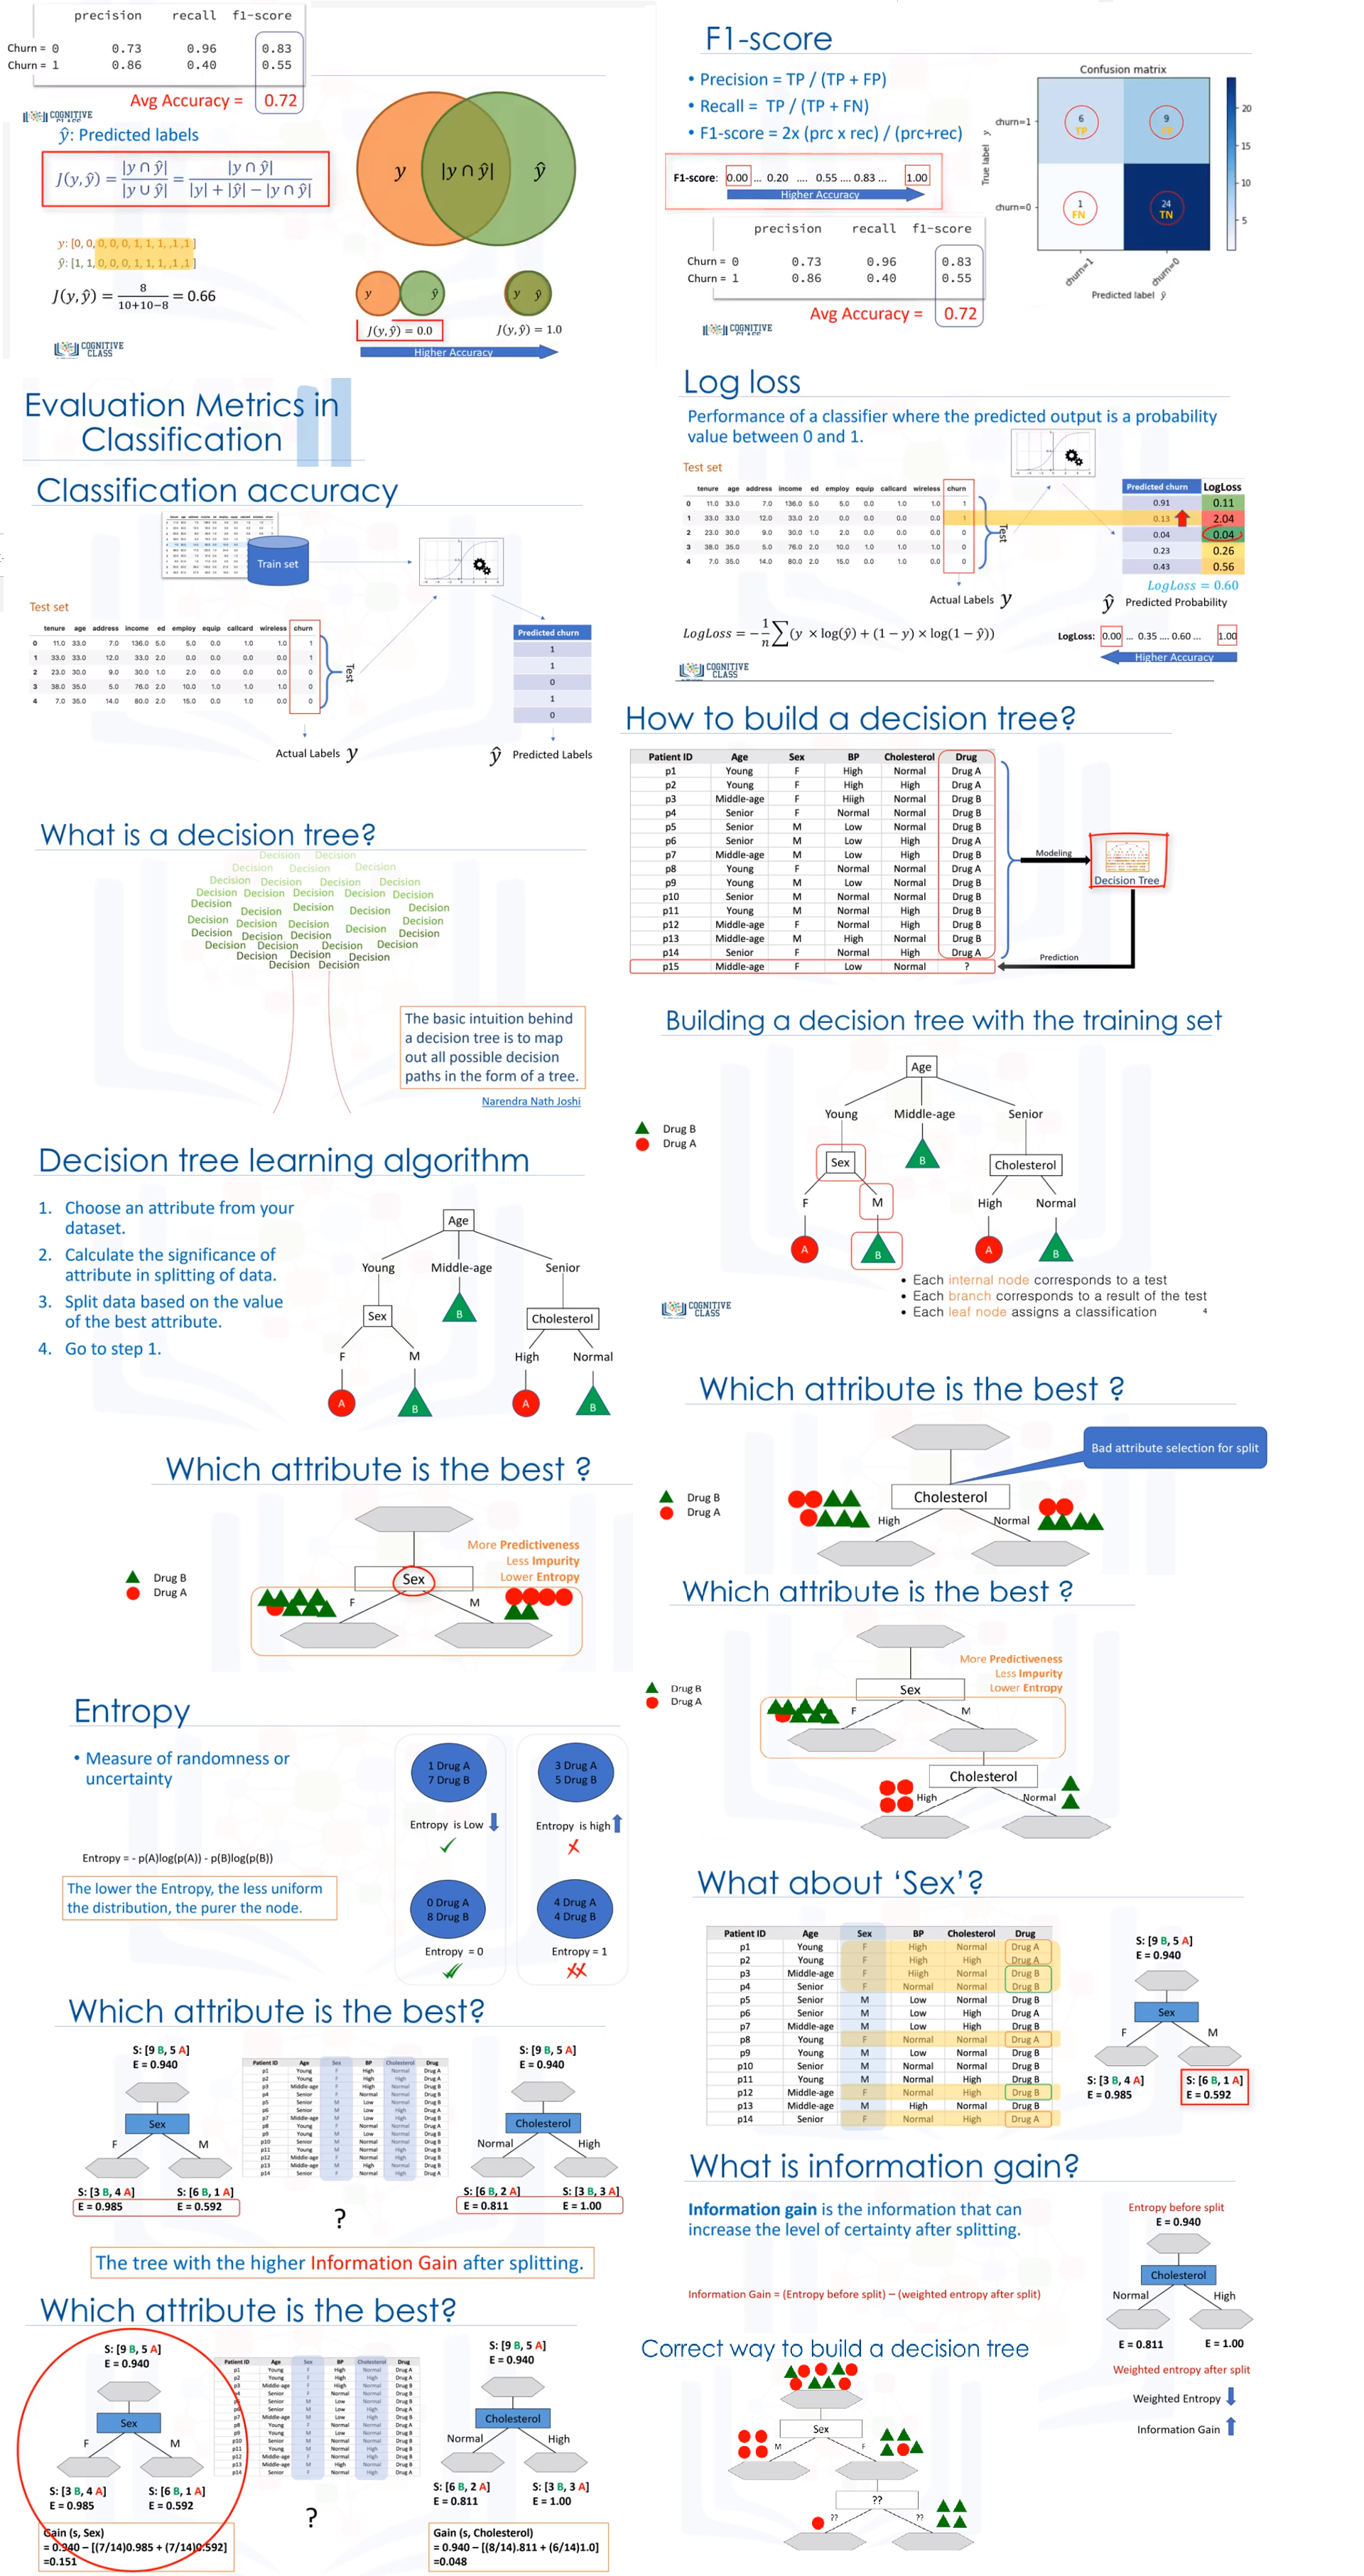 precision recall f1-score
Churn = 0 0.73 0.96 0.83
Churn = 1 0.86 0.40 0.55
Avg Accuracy = 0.72
COGNITIVE
CLASS
ŷ: Predicted labels
J(y,ŷ) = |y ∩ ŷ| / |y ∪ ŷ| = |y ∩ ŷ| / (|y| + |ŷ| − |y ∩ ŷ|)
y |y ∩ ŷ| ŷ
y: [0, 0, 0, 0, 0, 1, 1, 1, ,1 ,1 ]
ŷ: [1, 1, 0, 0, 0, 1, 1, 1, ,1 ,1 ]
J(y,ŷ) = 8 / (10+10−8) = 0.66
y ŷ y ŷ
J(y,ŷ) = 0.0 J(y,ŷ) = 1.0
Higher Accuracy
COGNITIVE
CLASS
F1-score
• Precision = TP / (TP + FP)
• Recall = TP / (TP + FN)
• F1-score = 2x (prc x rec) / (prc+rec)
F1-score: 0.00 ... 0.20 .... 0.55 .... 0.83 ... 1.00
Higher Accuracy
precision recall f1-score
Churn = 0 0.73 0.96 0.83
Churn = 1 0.86 0.40 0.55
Avg Accuracy = 0.72
COGNITIVE
CLASS
Confusion matrix
True label y
churn=1
churn=0
6
TP
9
1
FN
24
TN
20
15
10
5
churn=1 churn=0
Predicted label ŷ
Evaluation Metrics in
Classification
Classification accuracy
Train set
Test set
tenure age address income ed employ equip callcard wireless churn
0 11.0 33.0 7.0 136.0 5.0 5.0 0.0 1.0 1.0 1
1 33.0 33.0 12.0 33.0 2.0 0.0 0.0 0.0 0.0 1
2 23.0 30.0 9.0 30.0 1.0 2.0 0.0 0.0 0.0 0
3 38.0 35.0 5.0 76.0 2.0 10.0 1.0 1.0 1.0 0
4 7.0 35.0 14.0 80.0 2.0 15.0 0.0 1.0 0.0 0
Test
Predicted churn
1
1
0
1
0
Actual Labels y ŷ Predicted Labels
Log loss
Performance of a classifier where the predicted output is a probability
value between 0 and 1.
Test set
tenure age address income ed employ equip callcard wireless churn
0 11.0 33.0 7.0 136.0 5.0 5.0 0.0 1.0 1.0 1
1 33.0 33.0 12.0 33.0 2.0 0.0 0.0 0.0 0.0 1
2 23.0 30.0 9.0 30.0 1.0 2.0 0.0 0.0 0.0 0
3 38.0 35.0 5.0 76.0 2.0 10.0 1.0 1.0 1.0 0
4 7.0 35.0 14.0 80.0 2.0 15.0 0.0 1.0 0.0 0
Test
Predicted churn LogLoss
0.91 0.11
0.13 2.04
0.04 0.04
0.23 0.26
0.43 0.56
LogLoss = 0.60
Actual Labels y ŷ Predicted Probability
LogLoss = −1/n ∑(y × log(ŷ) + (1 − y) × log(1 − ŷ))
LogLoss: 0.00 ... 0.35 .... 0.60 ... 1.00
Higher Accuracy
COGNITIVE
CLASS
What is a decision tree?
Decision Decision
Decision Decision Decision
Decision Decision Decision Decision
Decision Decision Decision Decision Decision
Decision Decision Decision Decision Decision
Decision Decision Decision Decision Decision
Decision Decision Decision Decision
Decision Decision Decision Decision
Decision Decision Decision
Decision Decision
The basic intuition behind
a decision tree is to map
out all possible decision
paths in the form of a tree.
Narendra Nath Joshi
How to build a decision tree?
Patient ID Age Sex BP Cholesterol Drug
p1 Young F High Normal Drug A
p2 Young F High High Drug A
p3 Middle-age F Hiigh Normal Drug B
p4 Senior F Normal Normal Drug B
p5 Senior M Low Normal Drug B
p6 Senior M Low High Drug A
p7 Middle-age M Low High Drug B
p8 Young F Normal Normal Drug A
p9 Young M Low Normal Drug B
p10 Senior M Normal Normal Drug B
p11 Young M Normal High Drug B
p12 Middle-age F Normal High Drug B
p13 Middle-age M High Normal Drug B
p14 Senior F Normal High Drug A
p15 Middle-age F Low Normal ?
Modeling
Decision Tree
Prediction
Building a decision tree with the training set
Drug B
Drug A
Age
Young Middle-age Senior
Sex B Cholesterol
F M High Normal
A B A B
• Each internal node corresponds to a test
• Each branch corresponds to a result of the test
• Each leaf node assigns a classification
4
COGNITIVE
CLASS
Decision tree learning algorithm
1. Choose an attribute from your
dataset.
2. Calculate the significance of
attribute in splitting of data.
3. Split data based on the value
of the best attribute.
4. Go to step 1.
Age
Young Middle-age Senior
Sex B Cholesterol
F M High Normal
A B A B
Which attribute is the best ?
Bad attribute selection for split
Drug B
Drug A
Cholesterol
High Normal
Which attribute is the best ?
More Predictiveness
Less Impurity
Lower Entropy
Drug B
Drug A
Sex
F M
Which attribute is the best ?
More Predictiveness
Less Impurity
Lower Entropy
Drug B
Drug A
Sex
F M
Cholesterol
High Normal
Entropy
• Measure of randomness or
uncertainty
Entropy = - p(A)log(p(A)) - p(B)log(p(B))
The lower the Entropy, the less uniform
the distribution, the purer the node.
1 Drug A
7 Drug B
Entropy is Low
3 Drug A
5 Drug B
Entropy is high
0 Drug A
8 Drug B
Entropy = 0
4 Drug A
4 Drug B
Entropy = 1
What about ‘Sex’?
Patient ID Age Sex BP Cholesterol Drug
p1 Young F High Normal Drug A
p2 Young F High High Drug A
p3 Middle-age F Hiigh Normal Drug B
p4 Senior F Normal Normal Drug B
p5 Senior M Low Normal Drug B
p6 Senior M Low High Drug A
p7 Middle-age M Low High Drug B
p8 Young F Normal Normal Drug A
p9 Young M Low Normal Drug B
p10 Senior M Normal Normal Drug B
p11 Young M Normal High Drug B
p12 Middle-age F Normal High Drug B
p13 Middle-age M High Normal Drug B
p14 Senior F Normal High Drug A
S: [9 B, 5 A]
E = 0.940
Sex
F M
S: [3 B, 4 A] S: [6 B, 1 A]
E = 0.985 E = 0.592
Which attribute is the best?
S: [9 B, 5 A]
E = 0.940
Sex
F M
S: [3 B, 4 A] S: [6 B, 1 A]
E = 0.985 E = 0.592
?
S: [9 B, 5 A]
E = 0.940
Cholesterol
Normal High
S: [6 B, 2 A] S: [3 B, 3 A]
E = 0.811 E = 1.00
The tree with the higher Information Gain after splitting.
What is information gain?
Information gain is the information that can
increase the level of certainty after splitting.
Information Gain = (Entropy before split) – (weighted entropy after split)
Entropy before split
E = 0.940
Cholesterol
Normal High
E = 0.811 E = 1.00
Weighted entropy after split
Weighted Entropy
Information Gain
Which attribute is the best?
S: [9 B, 5 A]
E = 0.940
Sex
F M
S: [3 B, 4 A] S: [6 B, 1 A]
E = 0.985 E = 0.592
Gain (s, Sex)
= 0.940 – [(7/14)0.985 + (7/14)0.592]
=0.151
?
S: [9 B, 5 A]
E = 0.940
Cholesterol
Normal High
S: [6 B, 2 A] S: [3 B, 3 A]
E = 0.811 E = 1.00
Gain (s, Cholesterol)
= 0.940 – [(8/14).811 + (6/14)1.0]
=0.048
Correct way to build a decision tree
Sex
M F
??
?? ??